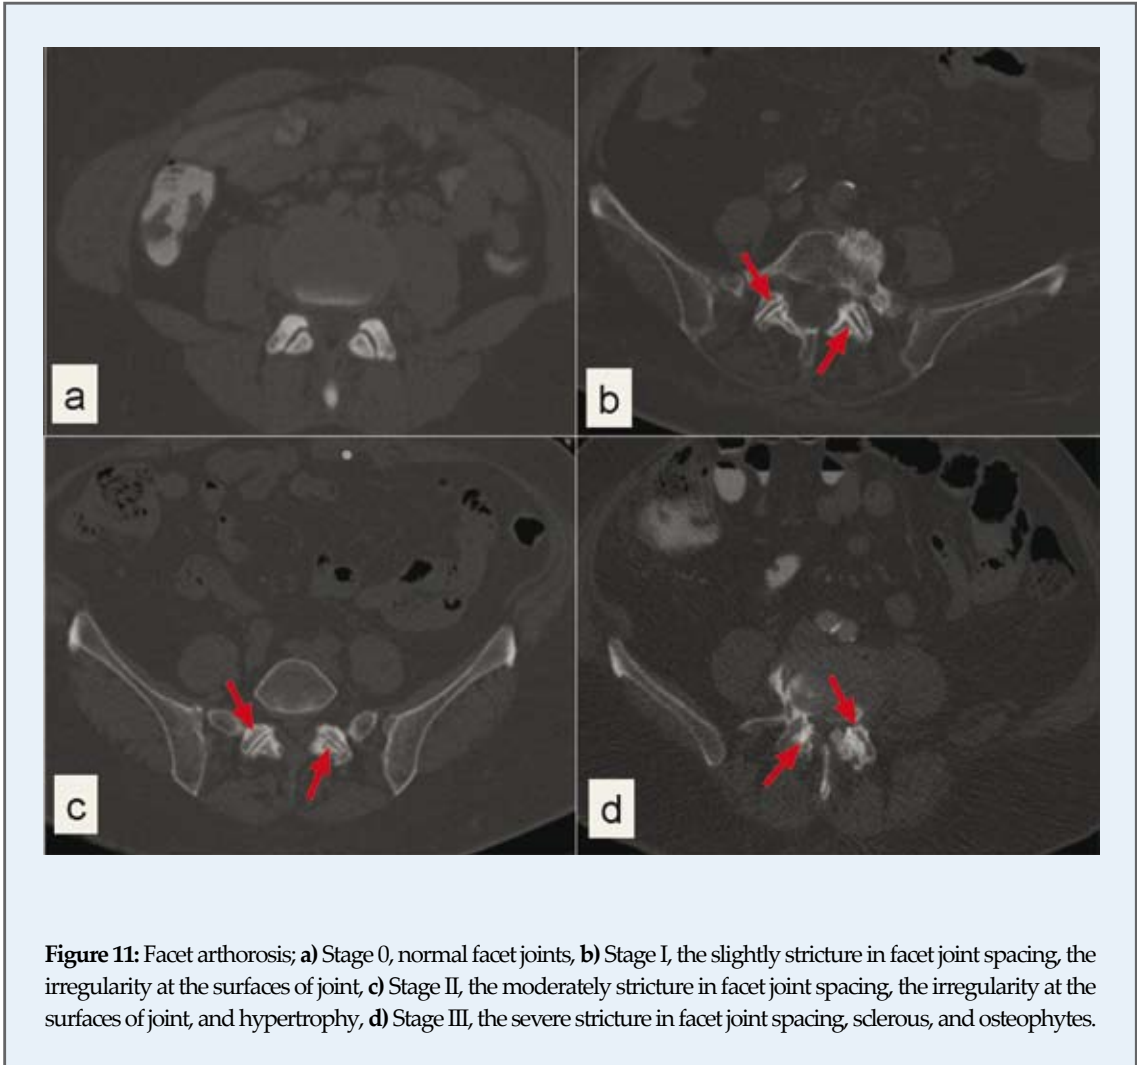 a
b
c
d
Figure 11: Facet arthorosis; a) Stage 0, normal facet joints, b) Stage I, the slightly stricture in facet joint spacing, the
irregularity at the surfaces of joint, c) Stage II, the moderately stricture in facet joint spacing, the irregularity at the
surfaces of joint, and hypertrophy, d) Stage III, the severe stricture in facet joint spacing, sclerous, and osteophytes.